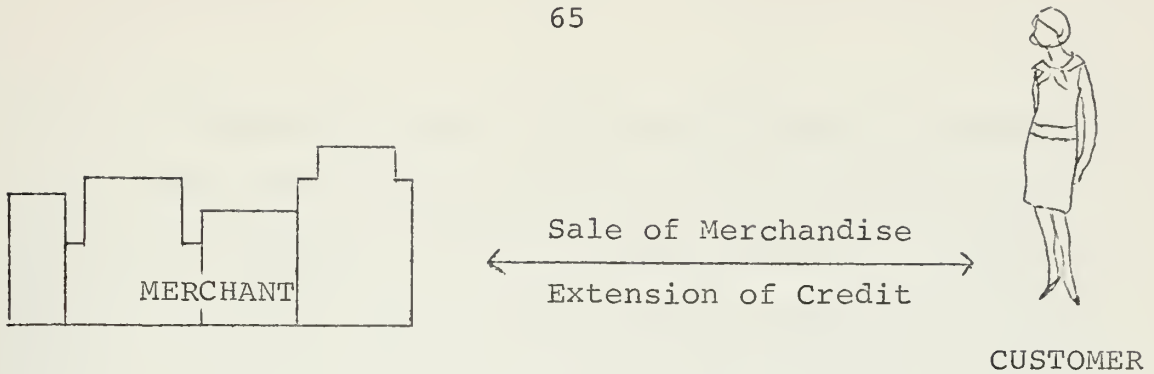 65
Sale of Merchandise
MERCHANT
Extension of Credit
CUSTOMER